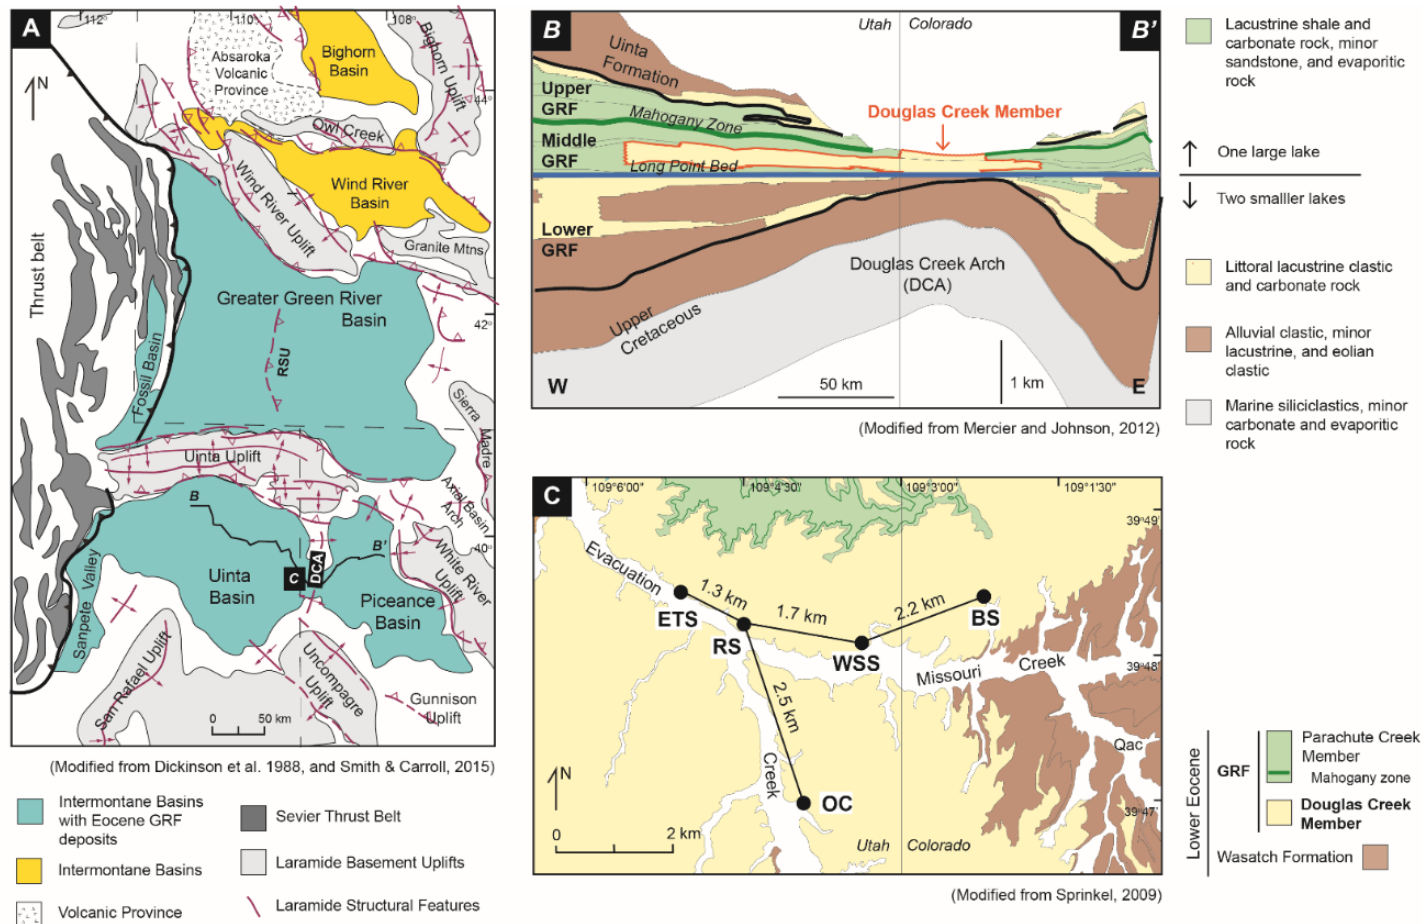 A
112°
110°
108°
N
Absaroka
Volcanic
Province
Bighorn
Basin
Bighorn Uplift
44°
Owl Creek
Wind River
Basin
Wind River Uplift
Granite Mtns
Thrust belt
Greater Green River
Basin
42°
RSU
Fossil Basin
Sierra
Madre
Uinta Uplift
Axial Basin
Arch
B
B'
40°
White River
Uplift
C
DCA
Uinta
Basin
Piceance
Basin
Sanpete Valley
San Rafael Uplift
Uncompagre
Uplift
Gunnison
Uplift
0 50 km
(Modified from Dickinson et al. 1988, and Smith & Carroll, 2015)
Intermontane Basins
with Eocene GRF
deposits
Intermontane Basins
Volcanic Province
Sevier Thrust Belt
Laramide Basement Uplifts
Laramide Structural Features
B
Utah Colorado
B'
Uinta
Formation
Upper
GRF
Mahogany Zone
Douglas Creek Member
Middle
GRF
Long Point Bed
Lower
GRF
Douglas Creek Arch
(DCA)
Upper
Cretaceous
W
50 km
1 km
E
(Modified from Mercier and Johnson, 2012)
Lacustrine shale and
carbonate rock, minor
sandstone, and evaporitic
rock
One large lake
Two smalller lakes
Littoral lacustrine clastic
and carbonate rock
Alluvial clastic, minor
lacustrine, and eolian
clastic
Marine siliciclastics, minor
carbonate and evaporitic
rock
C
109°6'00"
109°4'30"
109°3'00"
109°1'30"
39°49'
Evacuation
1.3 km
1.7 km
2.2 km
ETS
RS
WSS
BS
Missouri Creek
39°48'
2.5 km
Creek
Qac
N
OC
39°47'
0 2 km
Utah Colorado
(Modified from Sprinkel, 2009)
Lower Eocene
GRF
Parachute Creek
Member
Mahogany zone
Douglas Creek
Member
Wasatch Formation